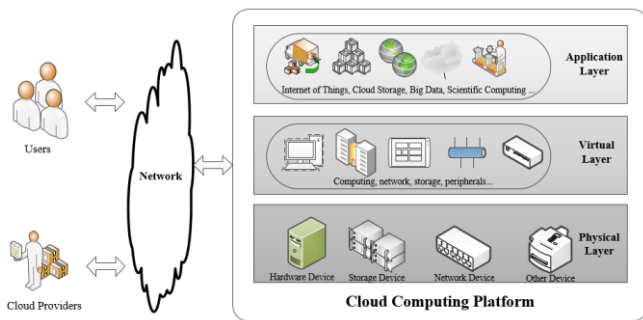 Users
Cloud Providers
Network
Internet of Things, Cloud Storage, Big Data, Scientific Computing ...
Application
Layer
Computing, network, storage, peripherals...
Virtual
Layer
Hardware Device
Storage Device
Network Device
Other Device
Physical
Layer
Cloud Computing Platform